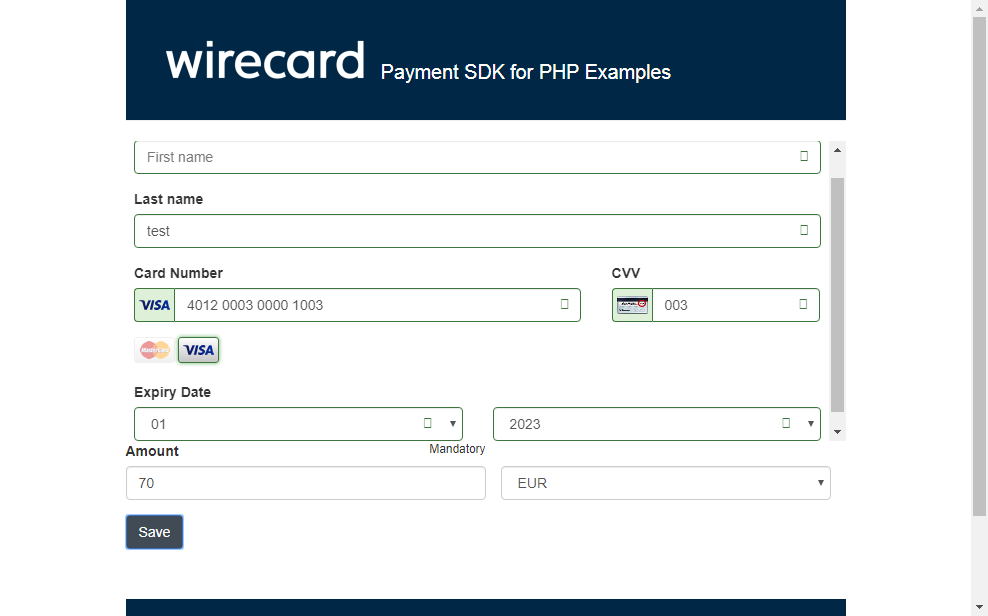 wirecard Payment SDK for PHP Examples
First name
Last name
test
Card Number CVV
VISA 4012 0003 0000 1003 003
MasterCard VISA
Expiry Date
01 2023
Amount Mandatory
70 EUR
Save